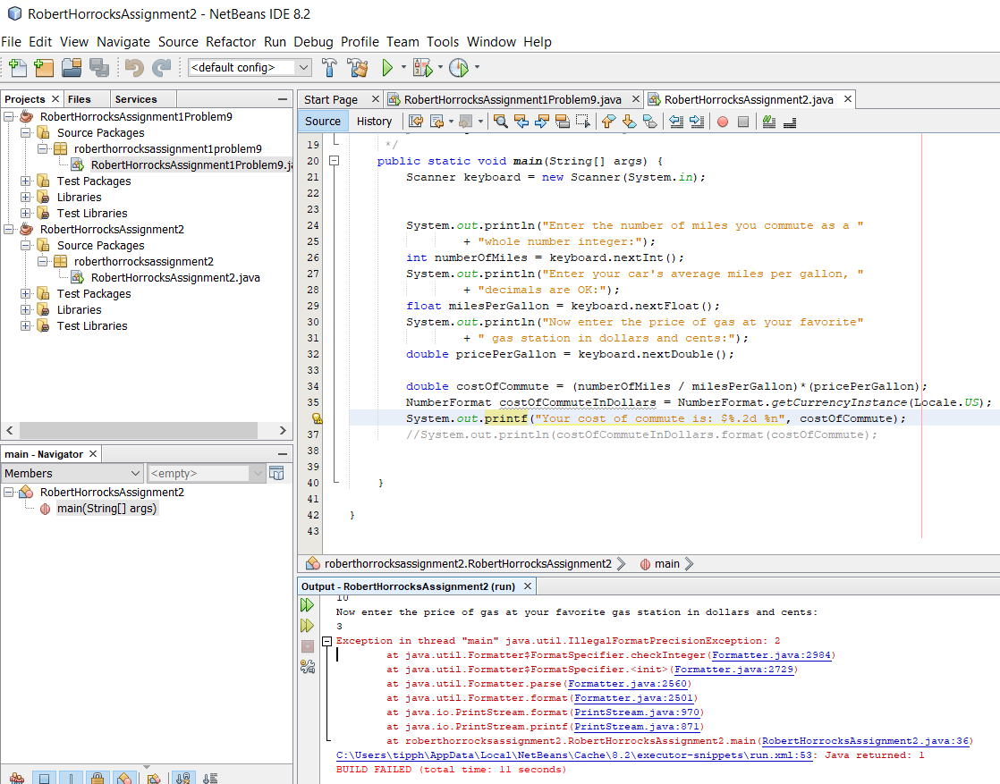 RobertHorrocksAssignment2 - NetBeans IDE 8.2
File Edit View Navigate Source Refactor Run Debug Profile Team Tools Window Help
<default config>
Projects Files Services
RobertHorrocksAssignment1Problem9
Source Packages
roberthorrocksassignment1problem9
RobertHorrocksAssignment1Problem9.ja
Test Packages
Libraries
Test Libraries
RobertHorrocksAssignment2
Source Packages
roberthorrocksassignment2
RobertHorrocksAssignment2.java
Test Packages
Libraries
Test Libraries
main - Navigator
Members <empty>
RobertHorrocksAssignment2
main(String[] args)
Start Page RobertHorrocksAssignment1Problem9.java RobertHorrocksAssignment2.java
Source History
19 */
20 public static void main(String[] args) {
21 Scanner keyboard = new Scanner(System.in);
22
23
24 System.out.println("Enter the number of miles you commute as a "
25 + "whole number integer:");
26 int numberOfMiles = keyboard.nextInt();
27 System.out.println("Enter your car's average miles per gallon, "
28 + "decimals are OK:");
29 float milesPerGallon = keyboard.nextFloat();
30 System.out.println("Now enter the price of gas at your favorite"
31 + " gas station in dollars and cents:");
32 double pricePerGallon = keyboard.nextDouble();
33
34 double costOfCommute = (numberOfMiles / milesPerGallon)*(pricePerGallon);
35 NumberFormat costOfCommuteInDollars = NumberFormat.getCurrencyInstance(Locale.US);
System.out.printf("Your cost of commute is: $%.2d %n", costOfCommute);
37 //System.out.println(costOfCommuteInDollars.format(costOfCommute);
38
39
40 }
41
42 }
43
roberthorrocksassignment2.RobertHorrocksAssignment2 main
Output - RobertHorrocksAssignment2 (run)
10
Now enter the price of gas at your favorite gas station in dollars and cents:
3
Exception in thread "main" java.util.IllegalFormatPrecisionException: 2
at java.util.Formatter$FormatSpecifier.checkInteger(Formatter.java:2984)
at java.util.Formatter$FormatSpecifier.<init>(Formatter.java:2729)
at java.util.Formatter.parse(Formatter.java:2560)
at java.util.Formatter.format(Formatter.java:2501)
at java.io.PrintStream.format(PrintStream.java:970)
at java.io.PrintStream.printf(PrintStream.java:871)
at roberthorrocksassignment2.RobertHorrocksAssignment2.main(RobertHorrocksAssignment2.java:36)
C:\Users\tipph\AppData\Local\NetBeans\Cache\8.2\executor-snippets\run.xml:53: Java returned: 1
BUILD FAILED (total time: 11 seconds)